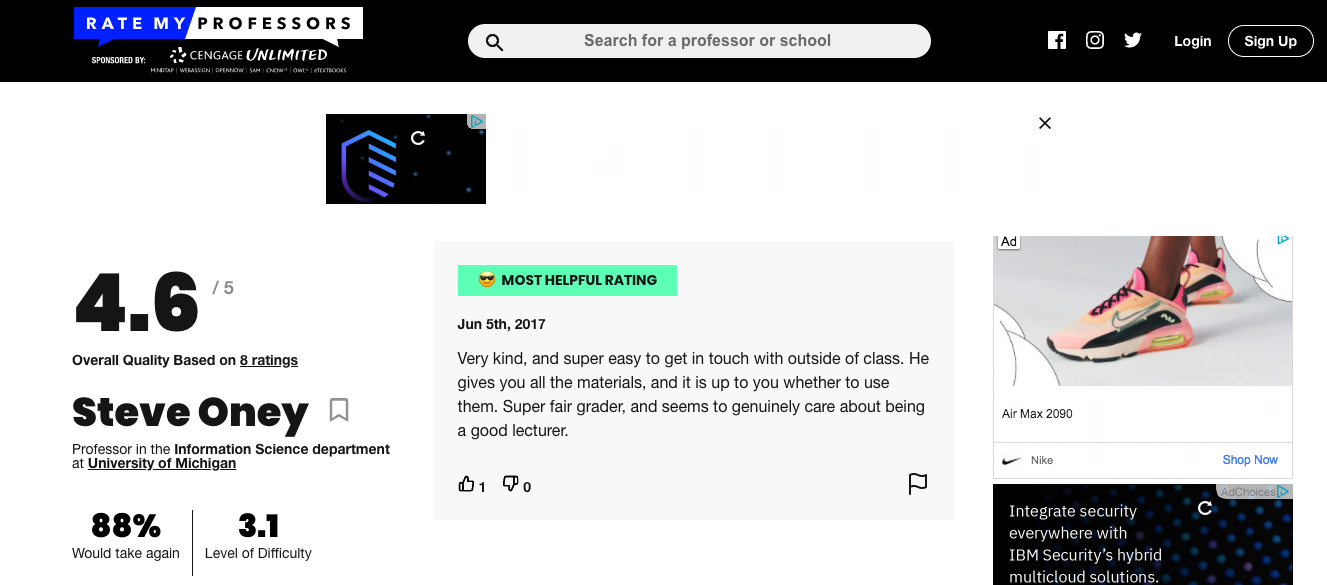 RATE MY PROFESSORS
SPONSORED BY: CENGAGE UNLIMITED
MINDTAP | WEBASSIGN | OPENNOW | SAM | CNOW™ | OWL™ | eTEXTBOOKS
Search for a professor or school
Login
Sign Up
4.6 / 5
Overall Quality Based on 8 ratings
Steve Oney
Professor in the Information Science department
at University of Michigan
88%
Would take again
3.1
Level of Difficulty
MOST HELPFUL RATING
Jun 5th, 2017
Very kind, and super easy to get in touch with outside of class. He
gives you all the materials, and it is up to you whether to use
them. Super fair grader, and seems to genuinely care about being
a good lecturer.
1 0
Ad
Air Max 2090
Nike
Shop Now
AdChoices
Integrate security
everywhere with
IBM Security's hybrid
multicloud solutions.